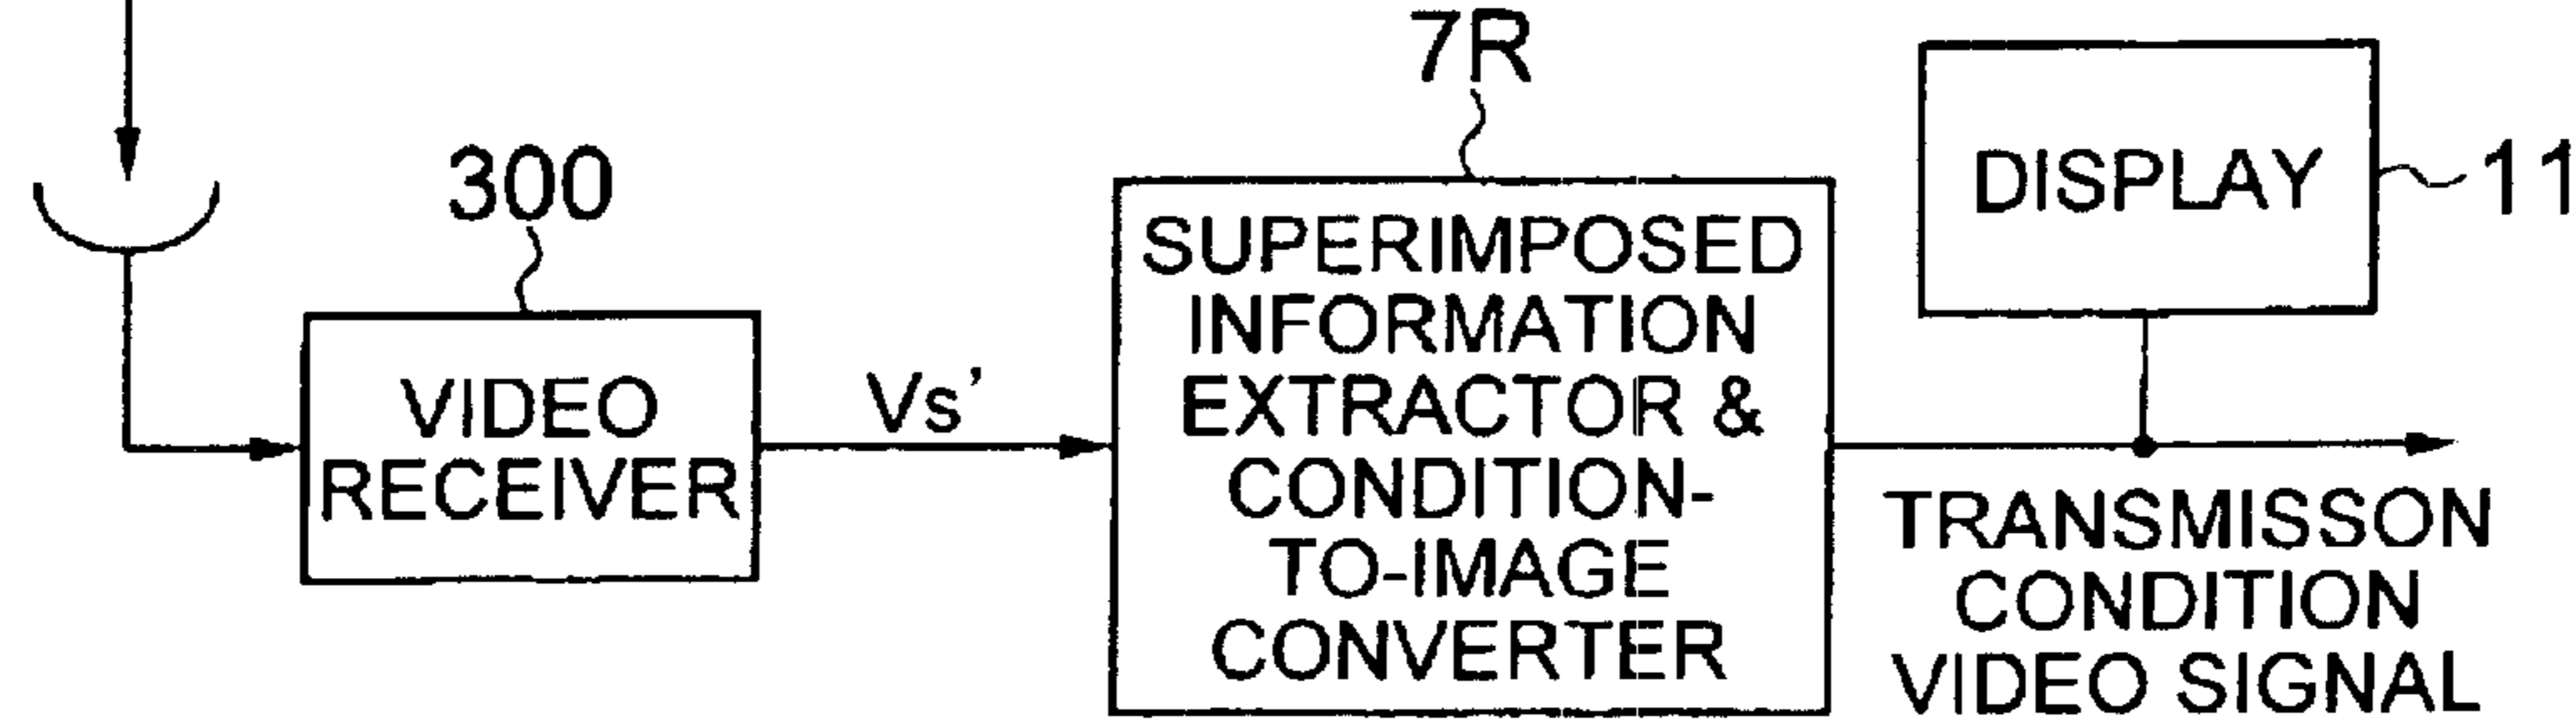 7R
300
DISPLAY
11
VIDEO
RECEIVER
Vs’
SUPERIMPOSED
INFORMATION
EXTRACTOR &
CONDITION-
TO-IMAGE
CONVERTER
TRANSMISSON
CONDITION
VIDEO SIGNAL